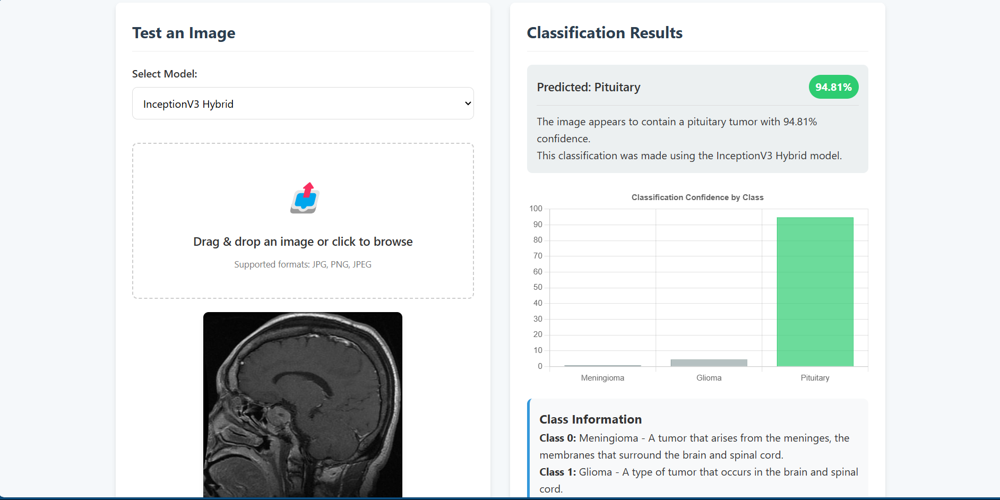 Test an Image
Select Model:
InceptionV3 Hybrid
Drag & drop an image or click to browse
Supported formats: JPG, PNG, JPEG
Classification Results
Predicted: Pituitary
94.81%
The image appears to contain a pituitary tumor with 94.81%
confidence.
This classification was made using the InceptionV3 Hybrid model.
Classification Confidence by Class
100
90
80
70
60
50
40
30
20
10
0
Meningioma
Glioma
Pituitary
Class Information
Class 0: Meningioma - A tumor that arises from the meninges, the
membranes that surround the brain and spinal cord.
Class 1: Glioma - A type of tumor that occurs in the brain and spinal
cord.